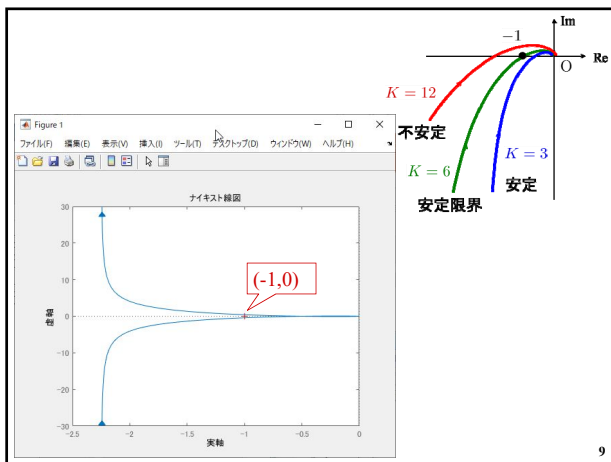 Im
−1
Re
O
K = 12
不安定
K = 3
K = 6
安定
安定限界
Figure 1
ファイル(F) 編集(E) 表示(V) 挿入(I) ツール(T) デスクトップ(D) ウィンドウ(W) ヘルプ(H)
ナイキスト線図
30
20
10
0
-10
-20
-30
虚軸
(-1,0)
-2.5 -2 -1.5 -1 -0.5 0
実軸
9